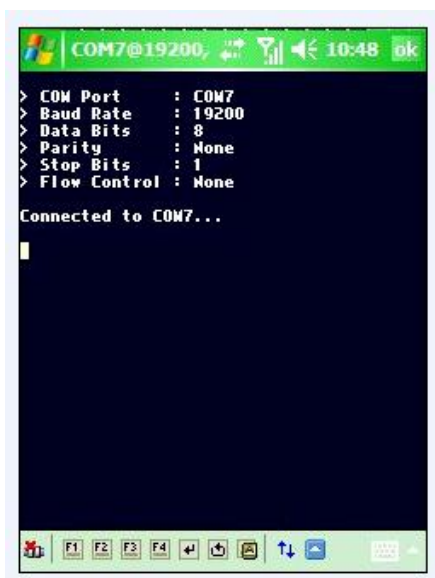 COM7@19200, 10:48 ok
> COM Port : COM7
> Baud Rate : 19200
> Data Bits : 8
> Parity : None
> Stop Bits : 1
> Flow Control : None
Connected to COM7...
F1 F2 F3 F4